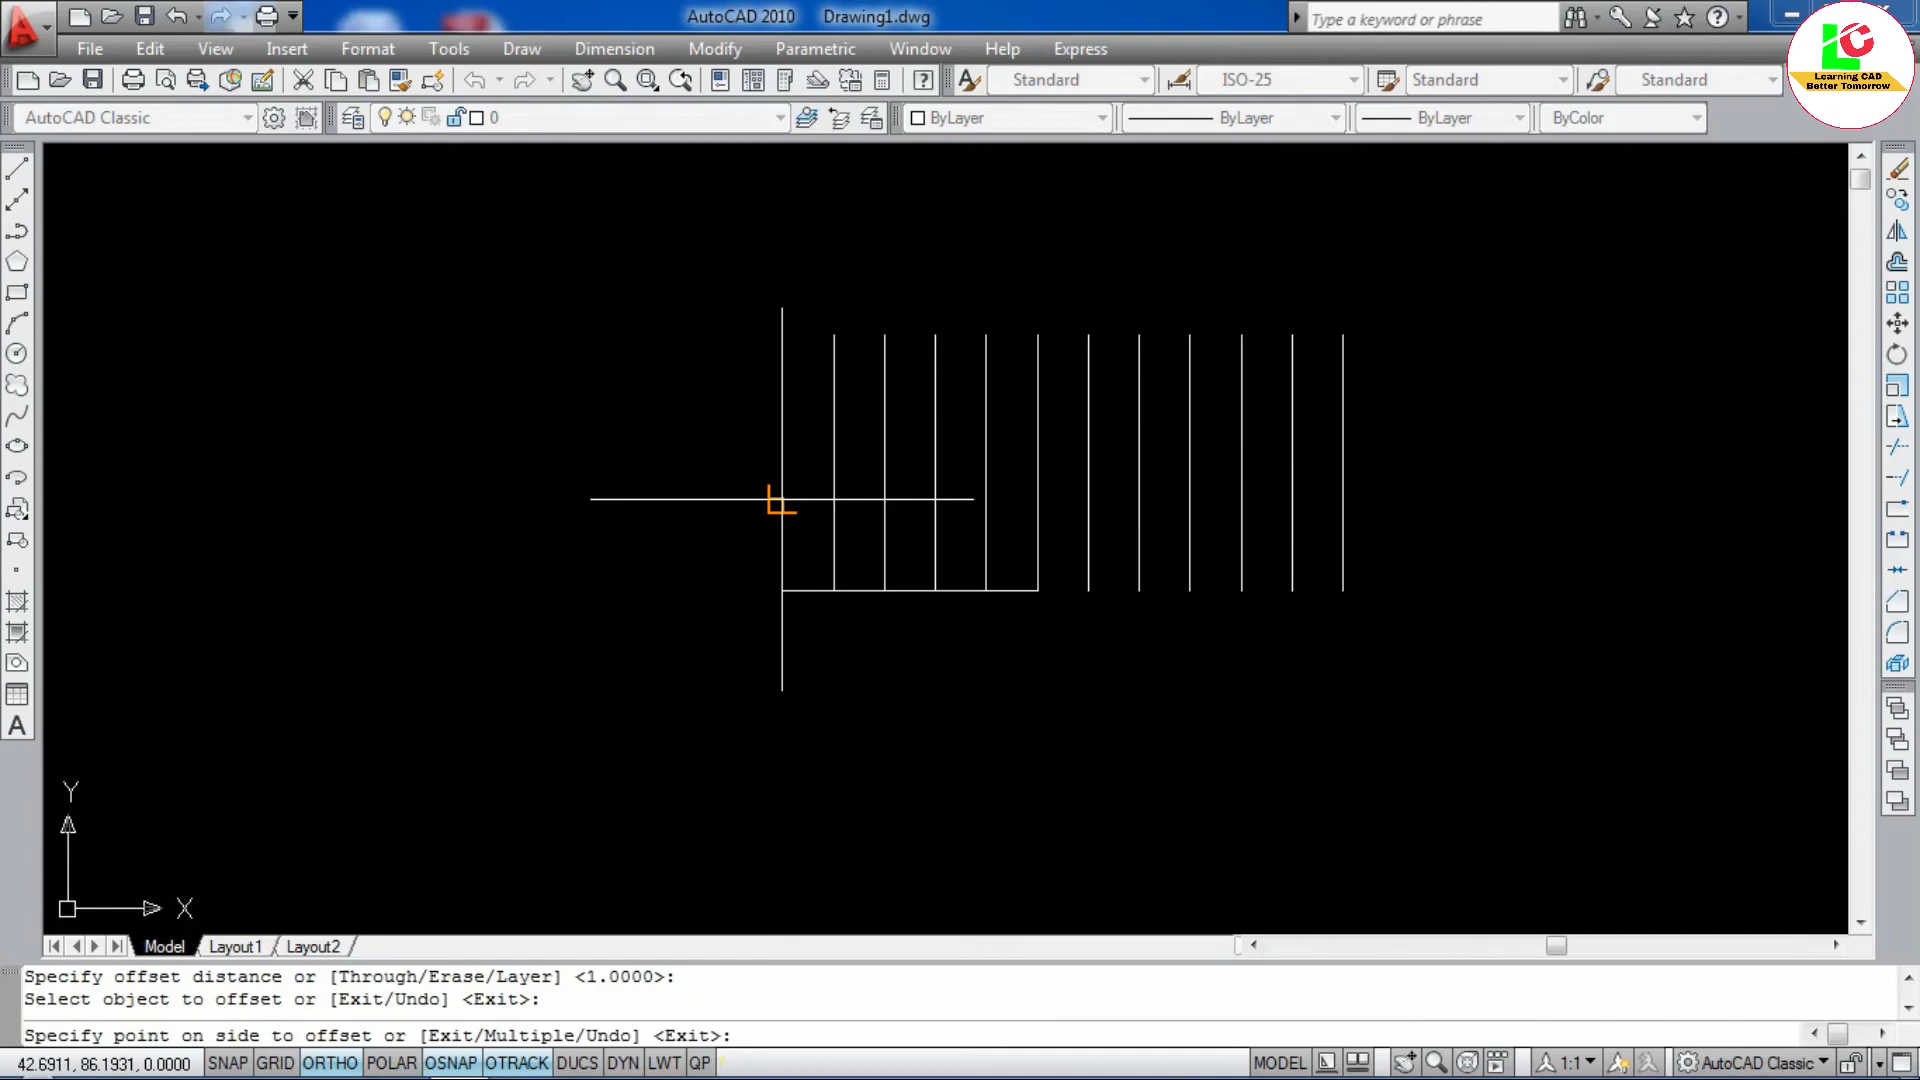 AutoCAD 2010 Drawing1.dwg
Type a keyword or phrase
File Edit View Insert Format Tools Draw Dimension Modify Parametric Window Help Express
LC
Learning CAD
Better Tomorrow
Standard ISO-25 Standard Standard
AutoCAD Classic 0 ByLayer ByLayer ByLayer ByColor
A
Y
X
Model Layout1 Layout2
Specify offset distance or [Through/Erase/Layer] <1.0000>:
Select object to offset or [Exit/Undo] <Exit>:
Specify point on side to offset or [Exit/Multiple/Undo] <Exit>:
42.6911, 86.1931, 0.0000 SNAP GRID ORTHO POLAR OSNAP OTRACK DUCS DYN LWT QP MODEL 1:1 AutoCAD Classic